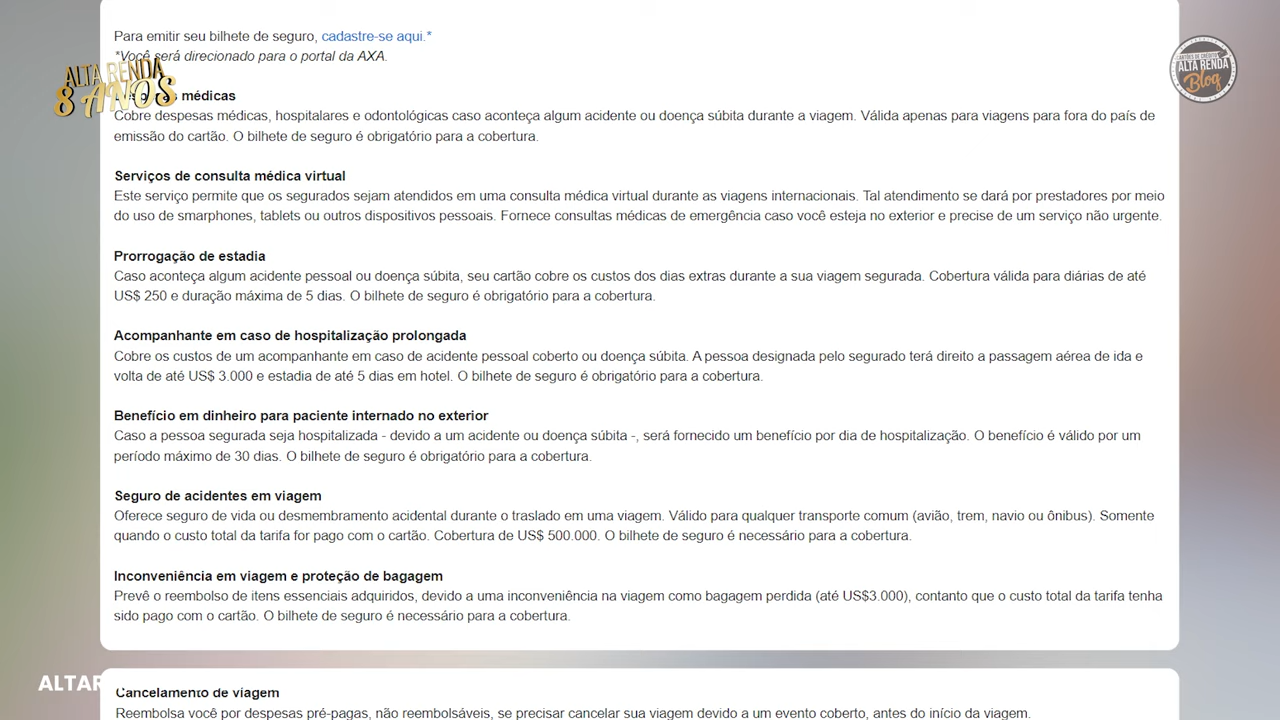 Para emitir seu bilhete de seguro, cadastre-se aqui.*
*Você será direcionado para o portal da AXA.
ALTA RENDA
8 ANOS
CARTÕES DE CRÉDITO
ALTA RENDA
Blog
médicas
Cobre despesas médicas, hospitalares e odontológicas caso aconteça algum acidente ou doença súbita durante a viagem. Válida apenas para viagens para fora do país de
emissão do cartão. O bilhete de seguro é obrigatório para a cobertura.
Serviços de consulta médica virtual
Este serviço permite que os segurados sejam atendidos em uma consulta médica virtual durante as viagens internacionais. Tal atendimento se dará por prestadores por meio
do uso de smarphones, tablets ou outros dispositivos pessoais. Fornece consultas médicas de emergência caso você esteja no exterior e precise de um serviço não urgente.
Prorrogação de estadia
Caso aconteça algum acidente pessoal ou doença súbita, seu cartão cobre os custos dos dias extras durante a sua viagem segurada. Cobertura válida para diárias de até
US$ 250 e duração máxima de 5 dias. O bilhete de seguro é obrigatório para a cobertura.
Acompanhante em caso de hospitalização prolongada
Cobre os custos de um acompanhante em caso de acidente pessoal coberto ou doença súbita. A pessoa designada pelo segurado terá direito a passagem aérea de ida e
volta de até US$ 3.000 e estadia de até 5 dias em hotel. O bilhete de seguro é obrigatório para a cobertura.
Benefício em dinheiro para paciente internado no exterior
Caso a pessoa segurada seja hospitalizada - devido a um acidente ou doença súbita -, será fornecido um benefício por dia de hospitalização. O benefício é válido por um
período máximo de 30 dias. O bilhete de seguro é obrigatório para a cobertura.
Seguro de acidentes em viagem
Oferece seguro de vida ou desmembramento acidental durante o traslado em uma viagem. Válido para qualquer transporte comum (avião, trem, navio ou ônibus). Somente
quando o custo total da tarifa for pago com o cartão. Cobertura de US$ 500.000. O bilhete de seguro é necessário para a cobertura.
Inconveniência em viagem e proteção de bagagem
Prevê o reembolso de itens essenciais adquiridos, devido a uma inconveniência na viagem como bagagem perdida (até US$3.000), contanto que o custo total da tarifa tenha
sido pago com o cartão. O bilhete de seguro é necessário para a cobertura.
ALTAR
Cancelamento de viagem
Reembolsa você por despesas pré-pagas, não reembolsáveis, se precisar cancelar sua viagem devido a um evento coberto, antes do início da viagem.